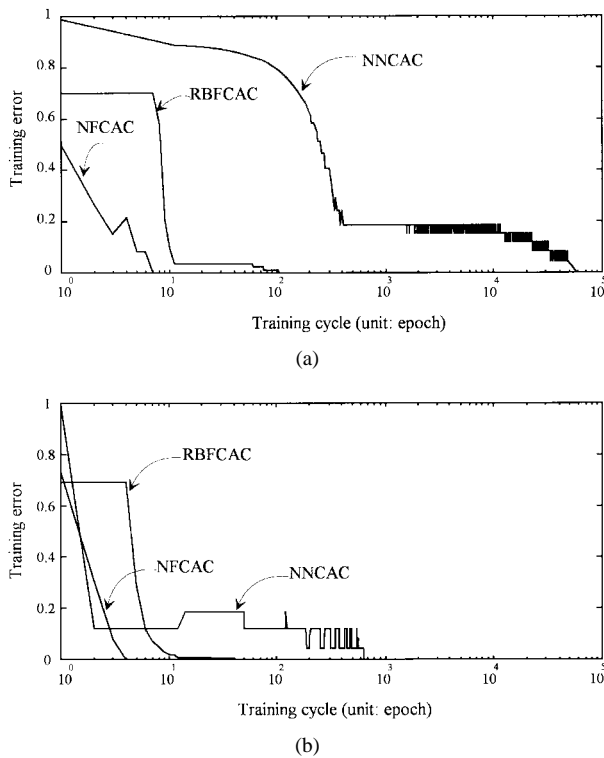 1
NNCAC
0.8
RBFCAC
0.6
NFCAC
Training error
0.4
0.2
0
10^0 10^1 10^2 10^3 10^4 10^5
Training cycle (unit: epoch)
(a)
1
RBFCAC
0.8
0.6
Training error
NFCAC
NNCAC
0.4
0.2
0
10^0 10^1 10^2 10^3 10^4 10^5
Training cycle (unit: epoch)
(b)